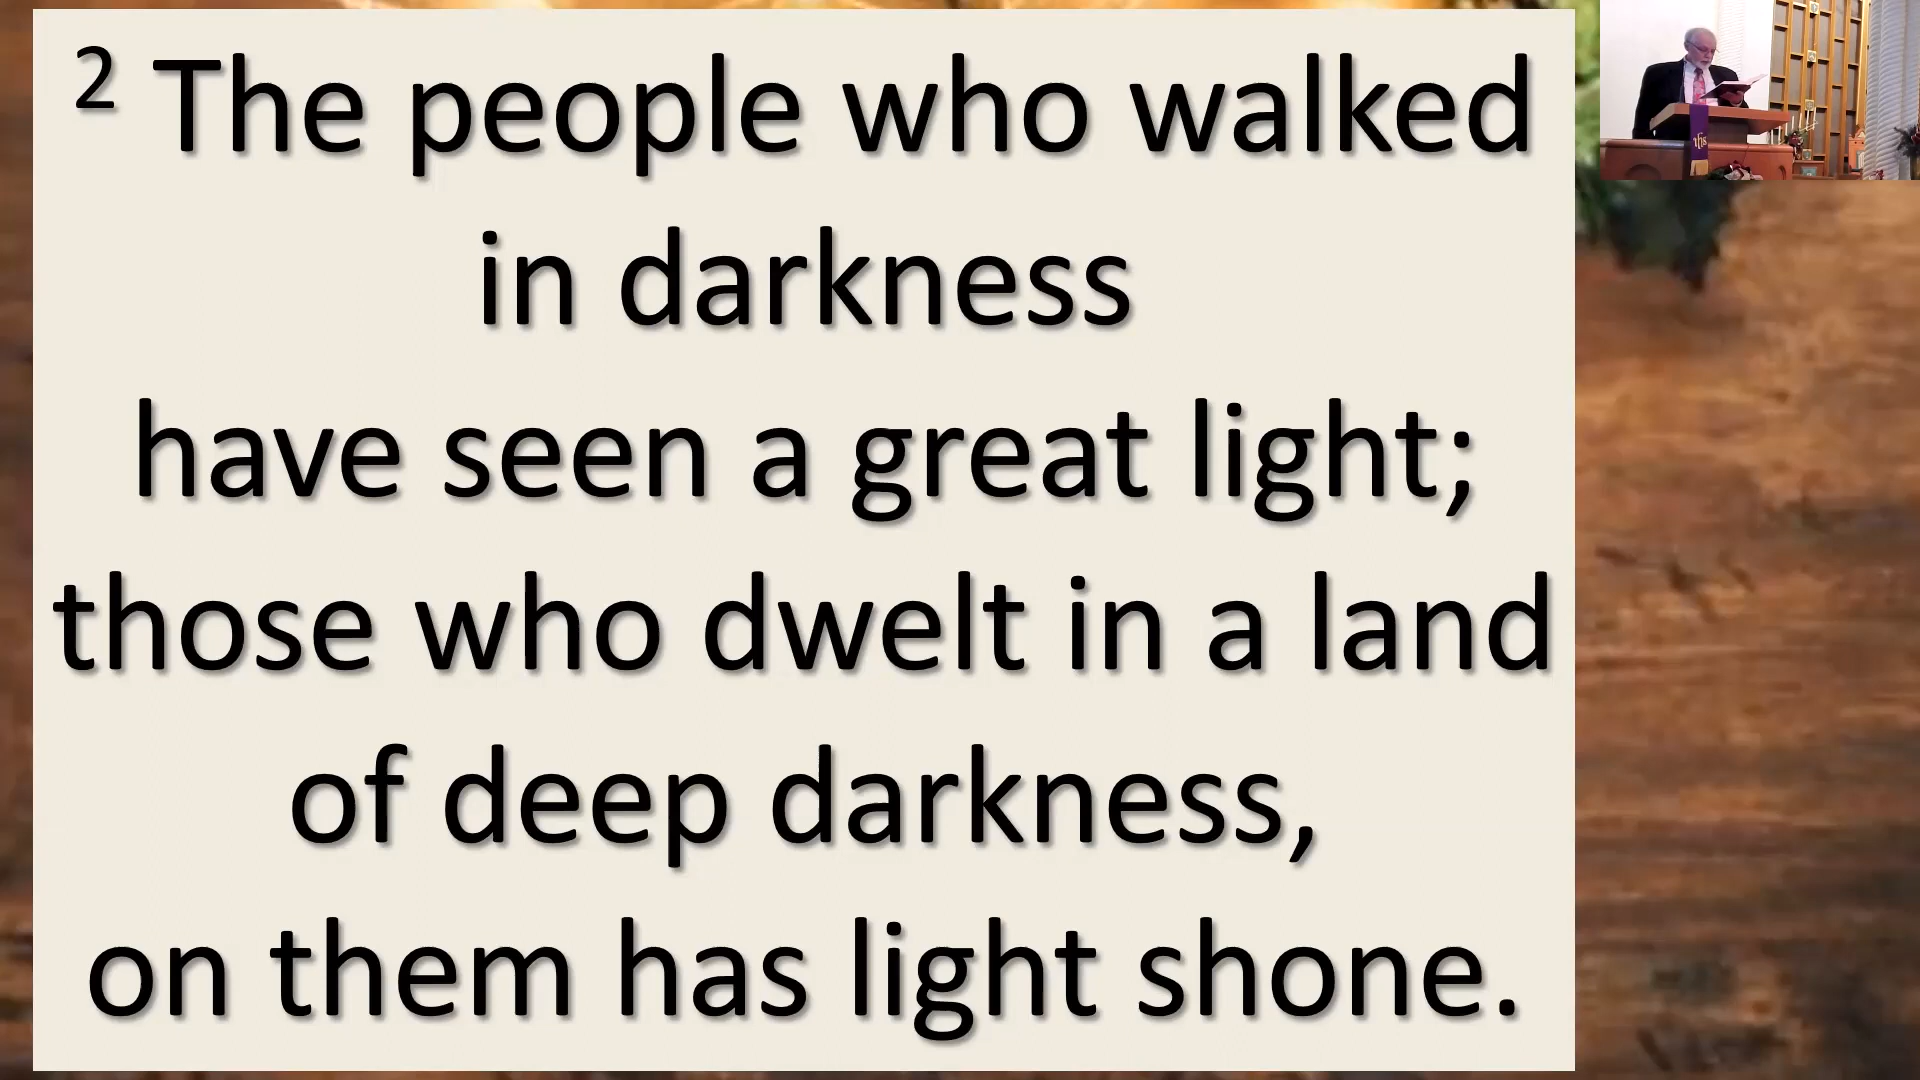 2 The people who walked
in darkness
have seen a great light;
those who dwelt in a land
of deep darkness,
on them has light shone.
ihs